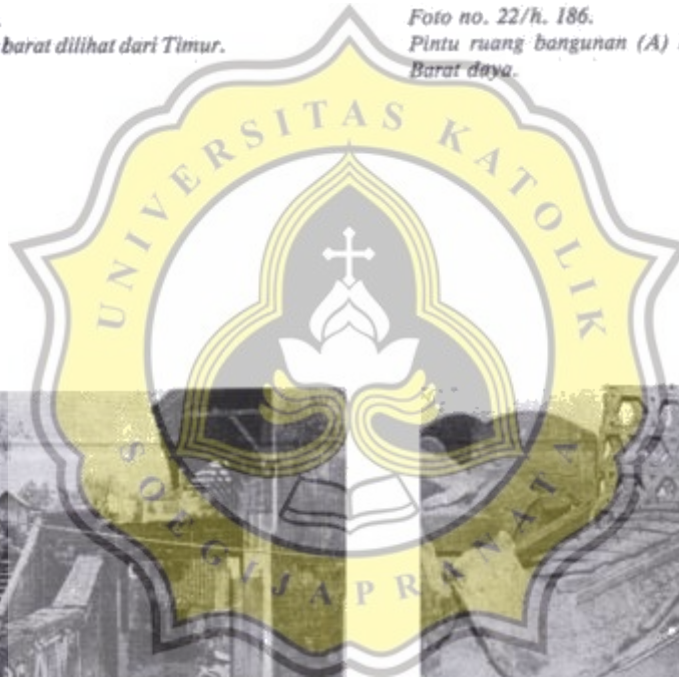 barat dilihat dari Timur.
Foto no. 22/h. 186.
Pintu ruang bangunan (A)
Barat daya.
UNIVERSITAS KATOLIK
SOEGIJAPRANATA